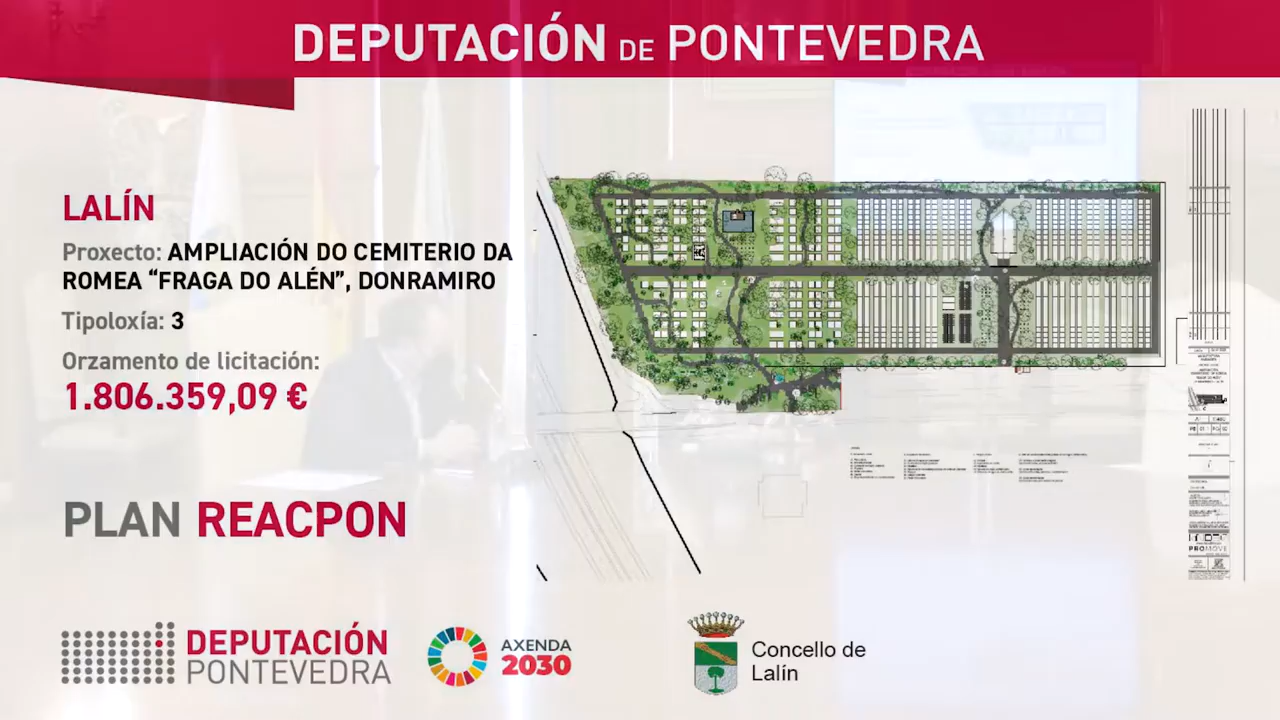 DEPUTACIÓN DE PONTEVEDRA
LALÍN
Proxecto: AMPLIACIÓN DO CEMITERIO DA
ROMEA “FRAGA DO ALÉN”, DONRAMIRO
Tipoloxía: 3
Orzamento de licitación:
1.806.359,09 €
PLAN REACPON
PROMOVE
DEPUTACIÓN
PONTEVEDRA
AXENDA
2030
Concello de
Lalín